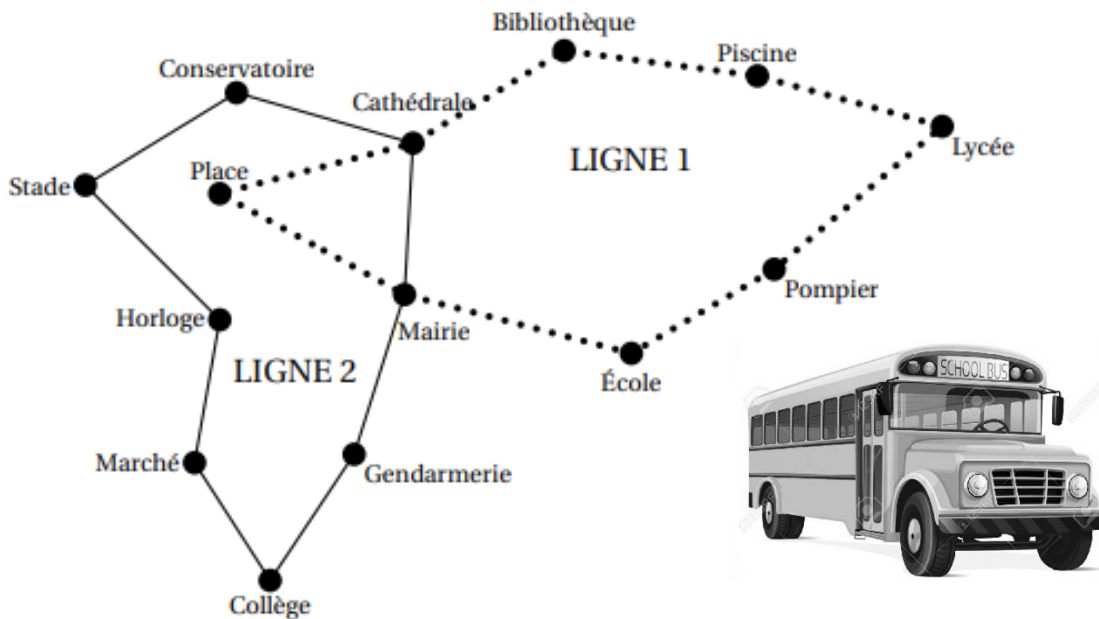 Bibliothèque
Piscine
Conservatoire
Cathédrale
Lycée
LIGNE 1
Place
Stade
Pompier
Horloge
Mairie
LIGNE 2
École
SCHOOL BUS
Marché
Gendarmerie
Collège